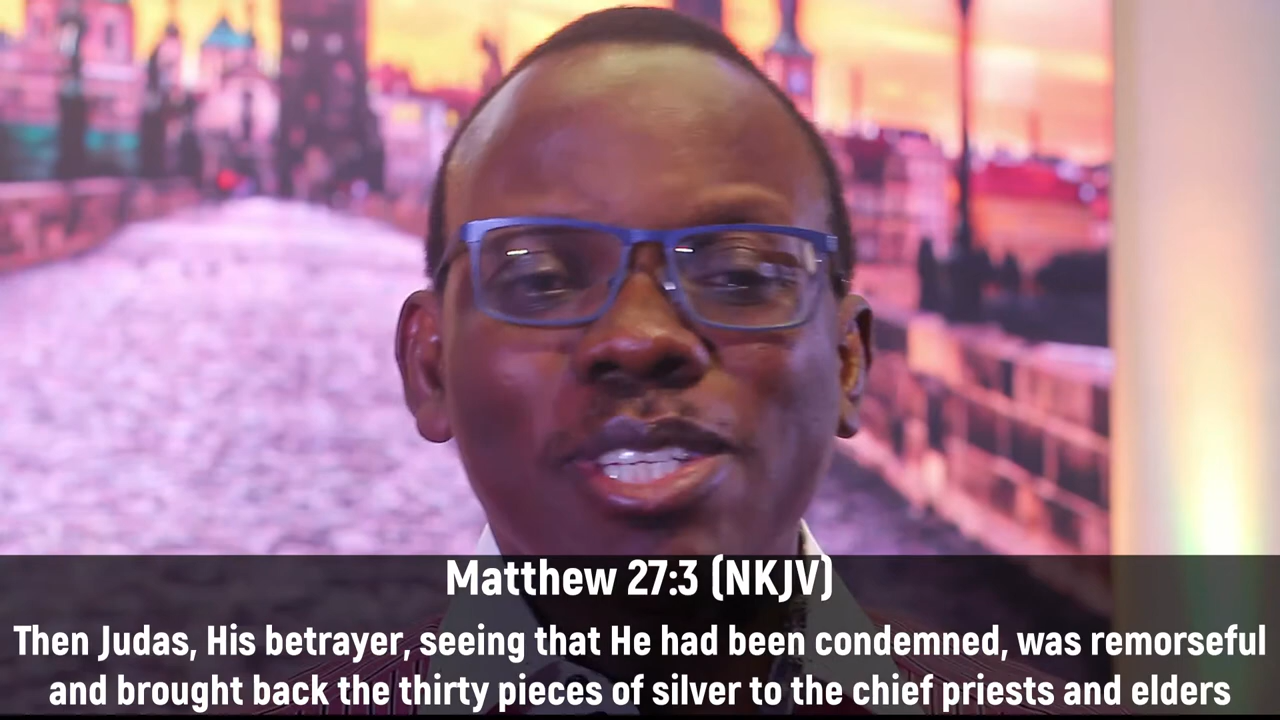 Matthew 27:3 (NKJV)
Then Judas, His betrayer, seeing that He had been condemned, was remorseful
and brought back the thirty pieces of silver to the chief priests and elders